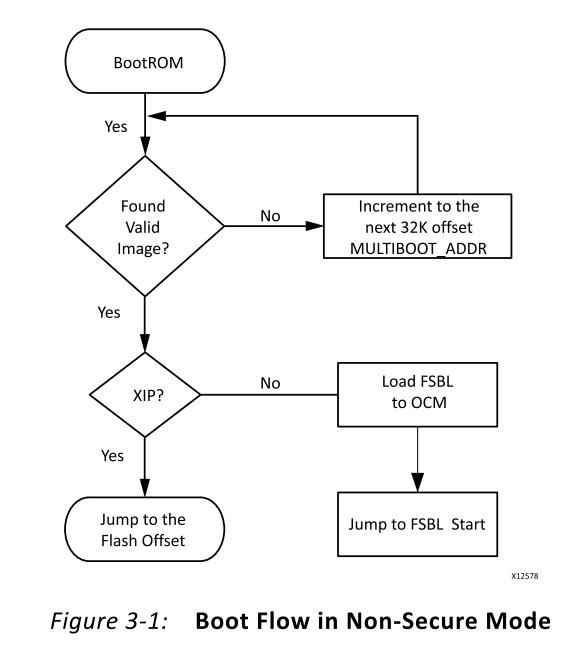 BootROM
Yes
Found
Valid
Image?
No
Increment to the
next 32K offset
MULTIBOOT_ADDR
Yes
XIP?
No
Load FSBL
to OCM
Yes
Jump to the
Flash Offset
Jump to FSBL Start
X12578
Figure 3-1: Boot Flow in Non-Secure Mode